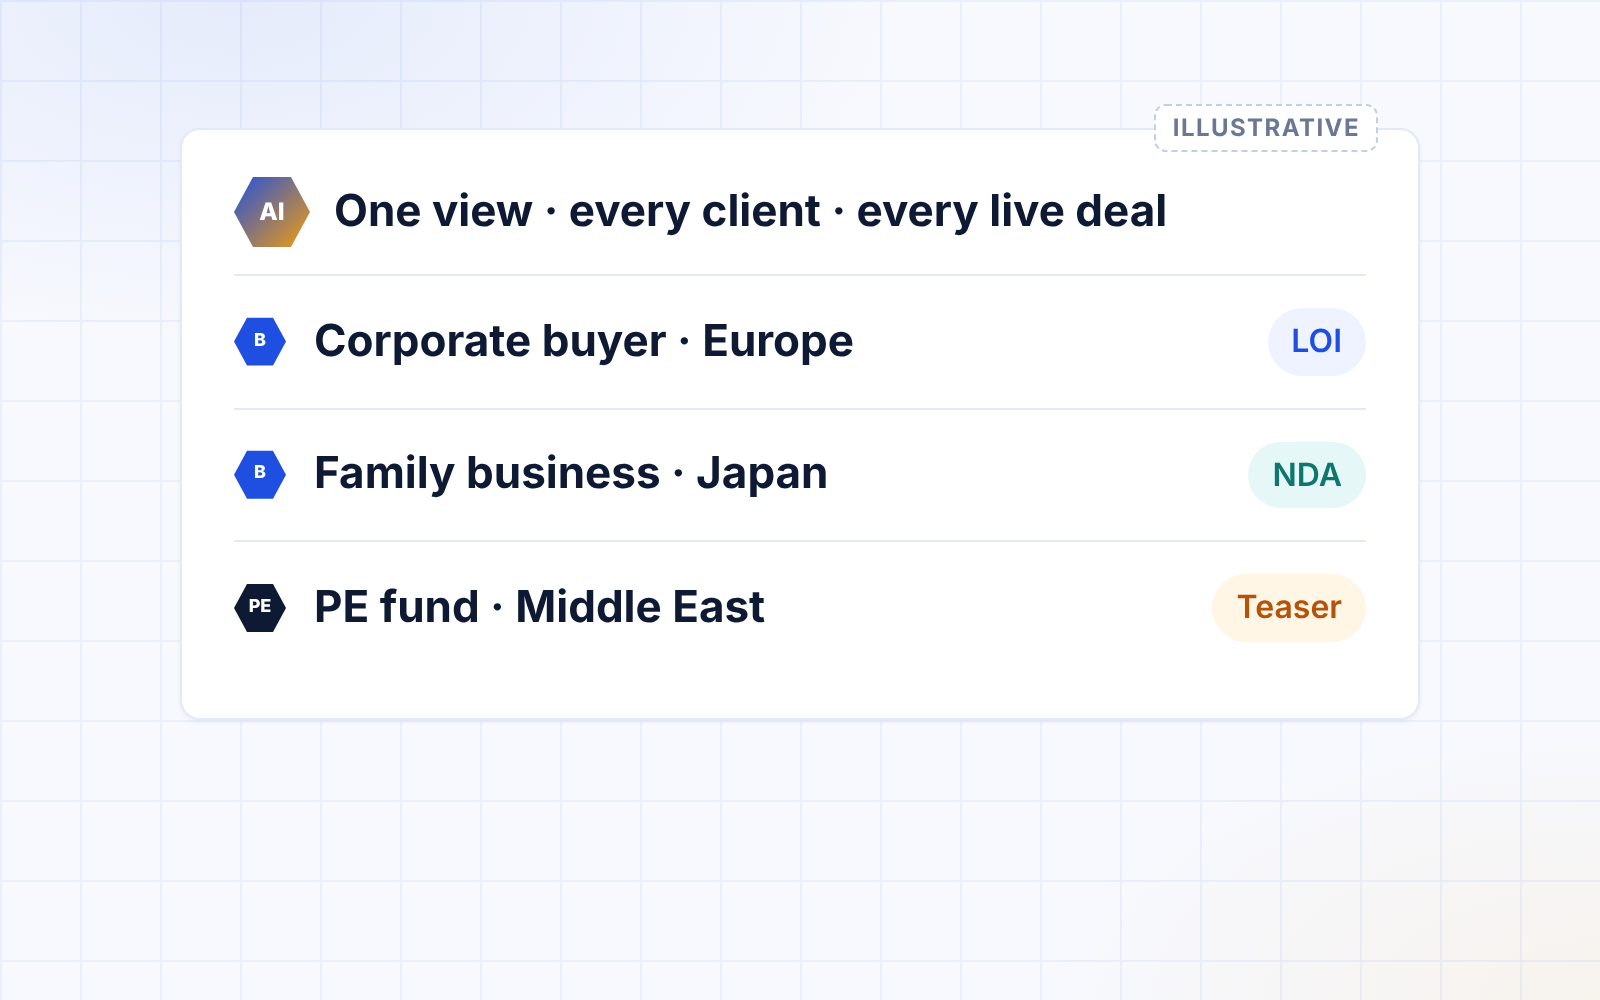 ILLUSTRATIVE
AI One view · every client · every live deal
B Corporate buyer · Europe LOI
B Family business · Japan NDA
PE PE fund · Middle East Teaser